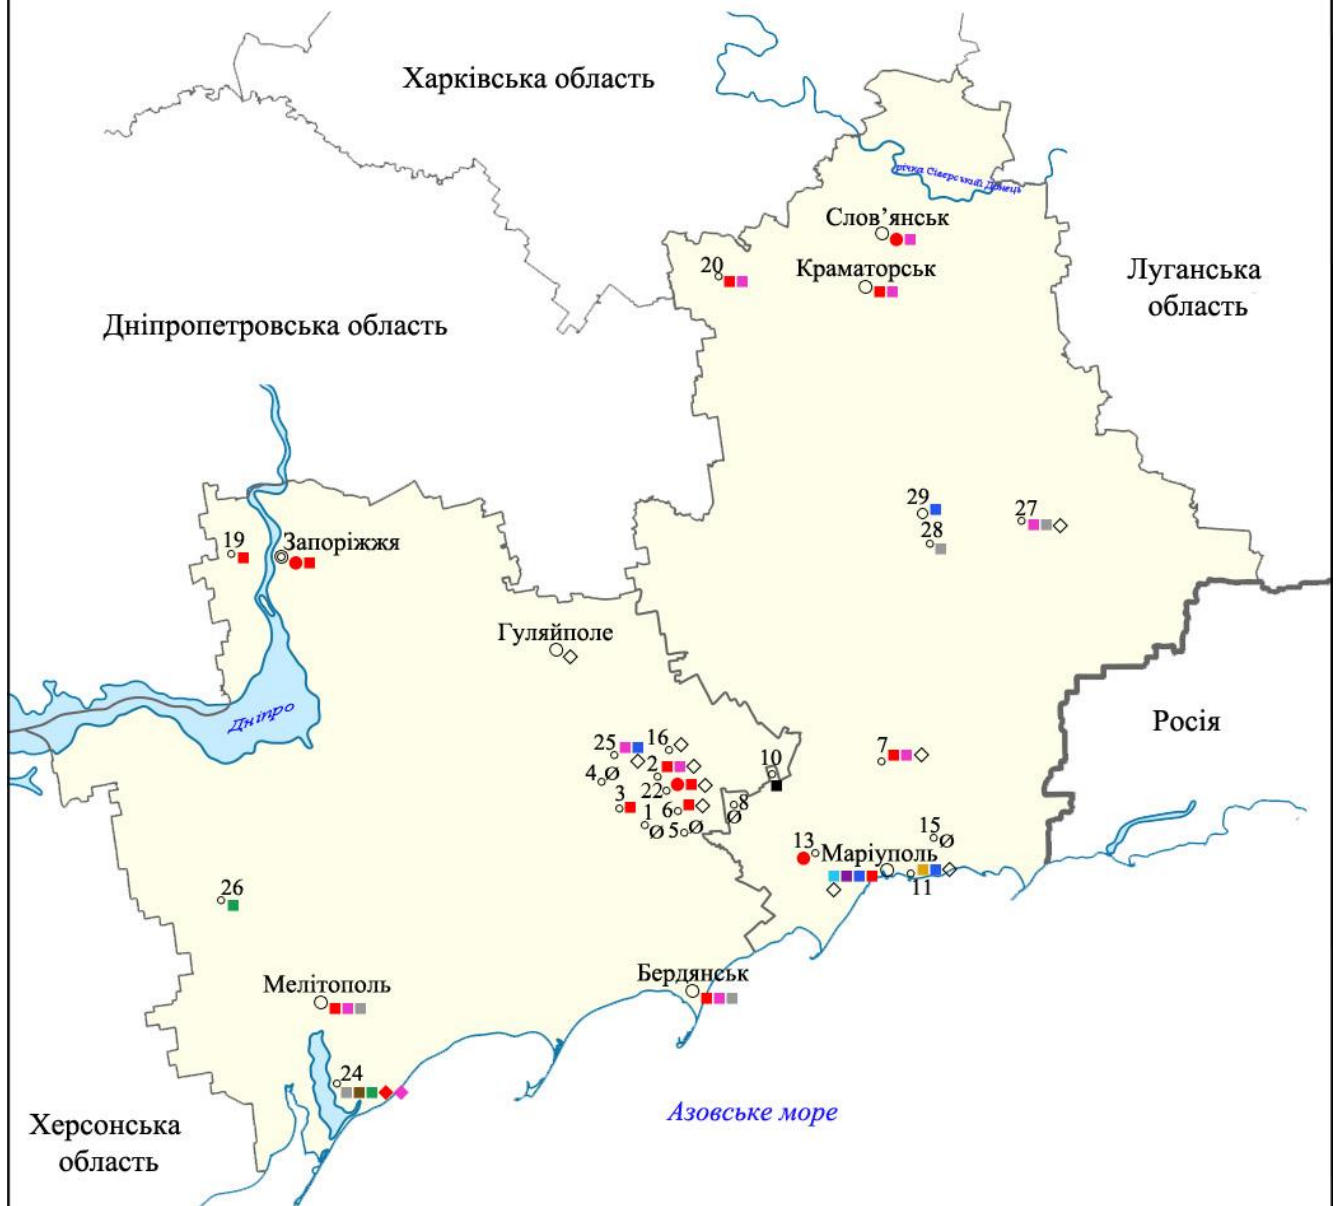 Харківська область
річка Сіверський Донець
Слов’янськ
20
Краматорськ
Луганська
область
Дніпропетровська область
29
27
28
19
Запоріжжя
Гуляйполе
Дніпро
Росія
25
16
7
10
2
4
Ø
22
3
6
8
1
Ø
5
Ø
Ø
15
Ø
13
Маріуполь
11
26
Мелітополь
Бердянськ
24
Азовське море
Херсонська
область